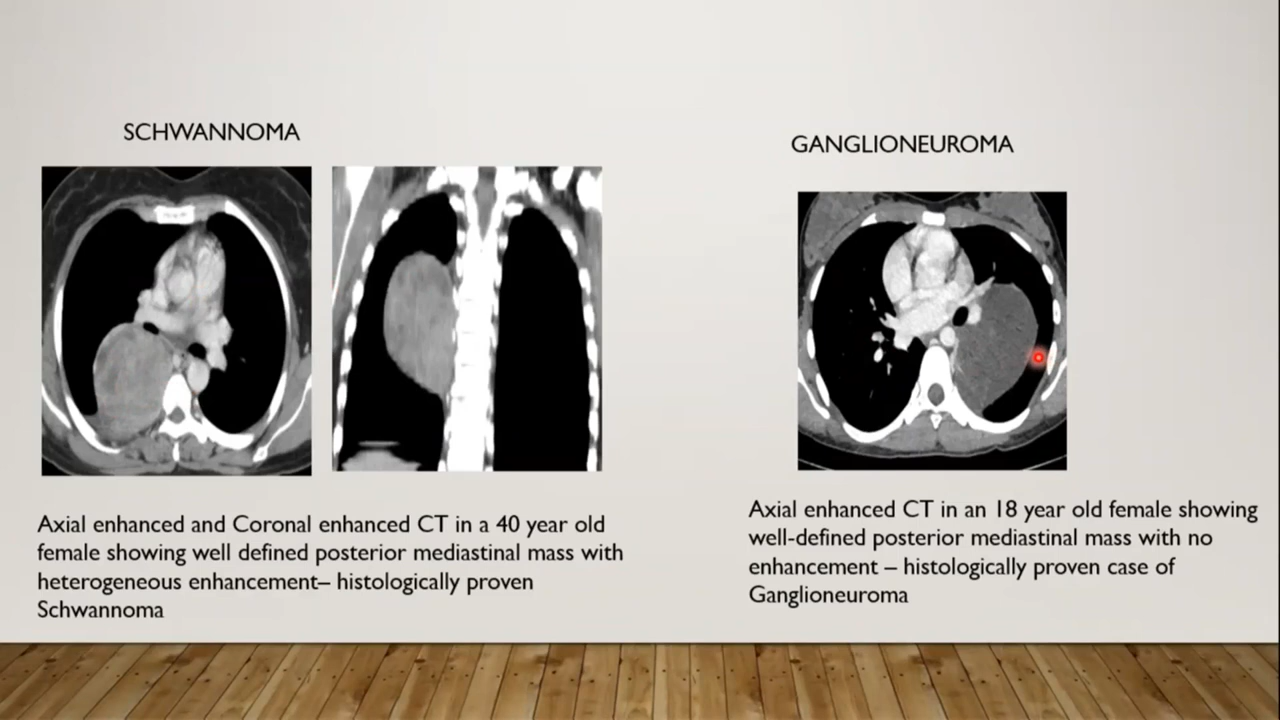 SCHWANNOMA
Axial enhanced and Coronal enhanced CT in a 40 year old
female showing well defined posterior mediastinal mass with
heterogeneous enhancement– histologically proven
Schwannoma
GANGLIONEUROMA
Axial enhanced CT in an 18 year old female showing
well-defined posterior mediastinal mass with no
enhancement – histologically proven case of
Ganglioneuroma